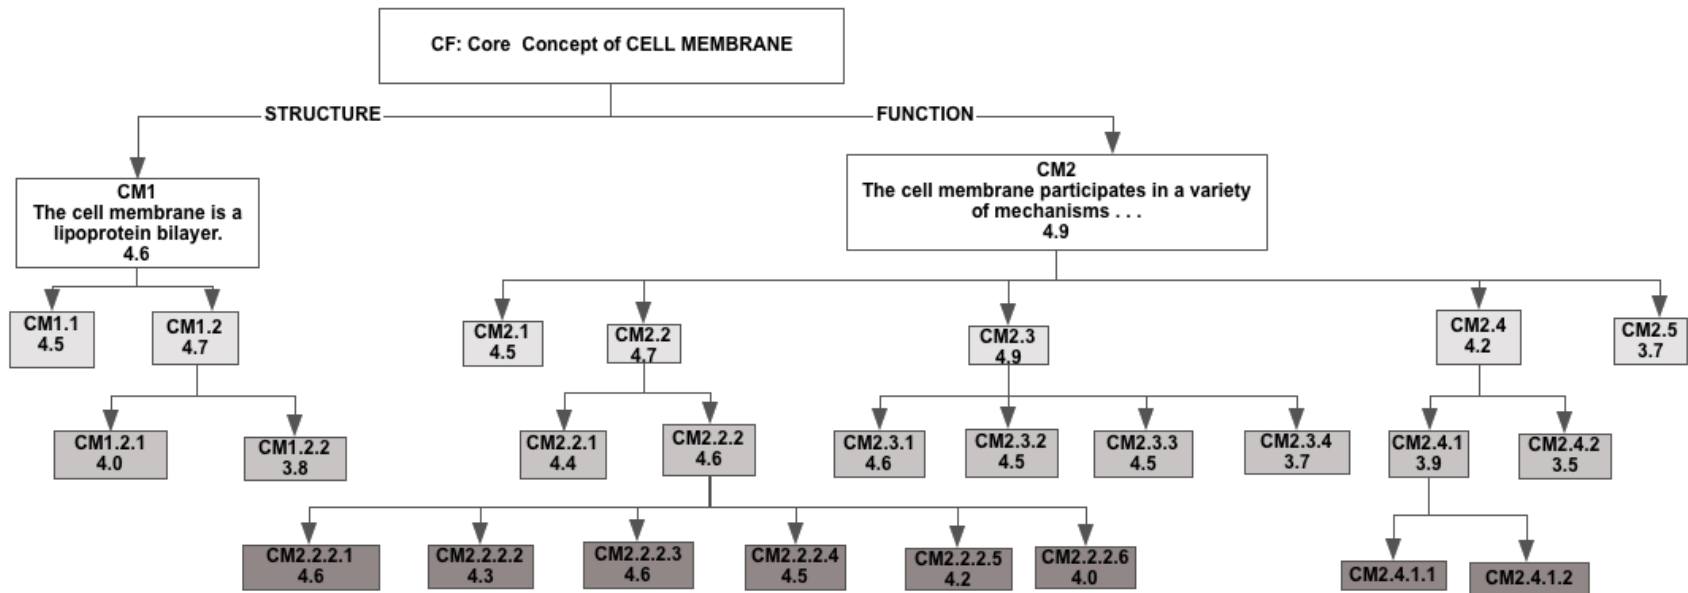 CF: Core Concept of CELL MEMBRANE
STRUCTURE
FUNCTION
CM1
The cell membrane is a
lipoprotein bilayer.
4.6
CM2
The cell membrane participates in a variety
of mechanisms . . .
4.9
CM1.1
4.5
CM1.2
4.7
CM2.1
4.5
CM2.2
4.7
CM2.3
4.9
CM2.4
4.2
CM2.5
3.7
CM1.2.1
4.0
CM1.2.2
3.8
CM2.2.1
4.4
CM2.2.2
4.6
CM2.3.1
4.6
CM2.3.2
4.5
CM2.3.3
4.5
CM2.3.4
3.7
CM2.4.1
3.9
CM2.4.2
3.5
CM2.2.2.1
4.6
CM2.2.2.2
4.3
CM2.2.2.3
4.6
CM2.2.2.4
4.5
CM2.2.2.5
4.2
CM2.2.2.6
4.0
CM2.4.1.1
CM2.4.1.2